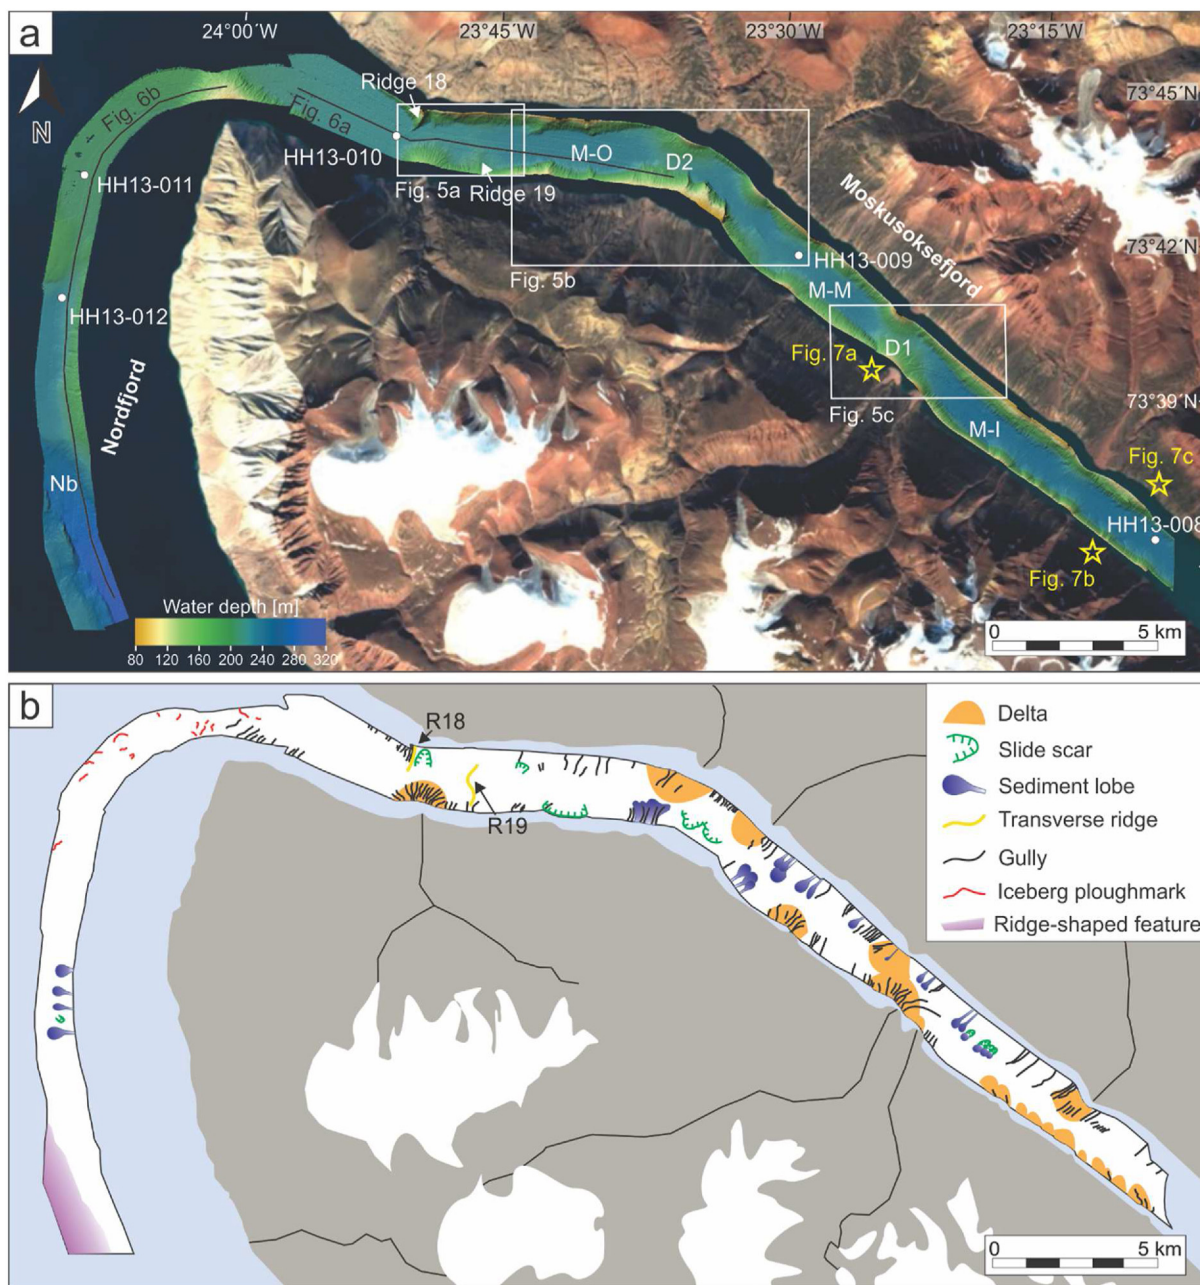 a
24°00′W
23°45′W
23°30′W
23°15′W
73°45′N
N
Fig. 6b
Fig. 6a
Ridge 18
HH13-010
HH13-011
Fig. 5a
Ridge 19
M-O
D2
Moskusoksefjord
73°42′N
Fig. 5b
HH13-009
HH13-012
M-M
Nordfjord
Fig. 7a
D1
Fig. 5c
73°39′N
M-I
Fig. 7c
Nb
HH13-008
Fig. 7b
Water depth [m]
80 120 160 200 240 280 320
0 5 km
b
R18
R19
Delta
Slide scar
Sediment lobe
Transverse ridge
Gully
Iceberg ploughmark
Ridge-shaped feature
0 5 km